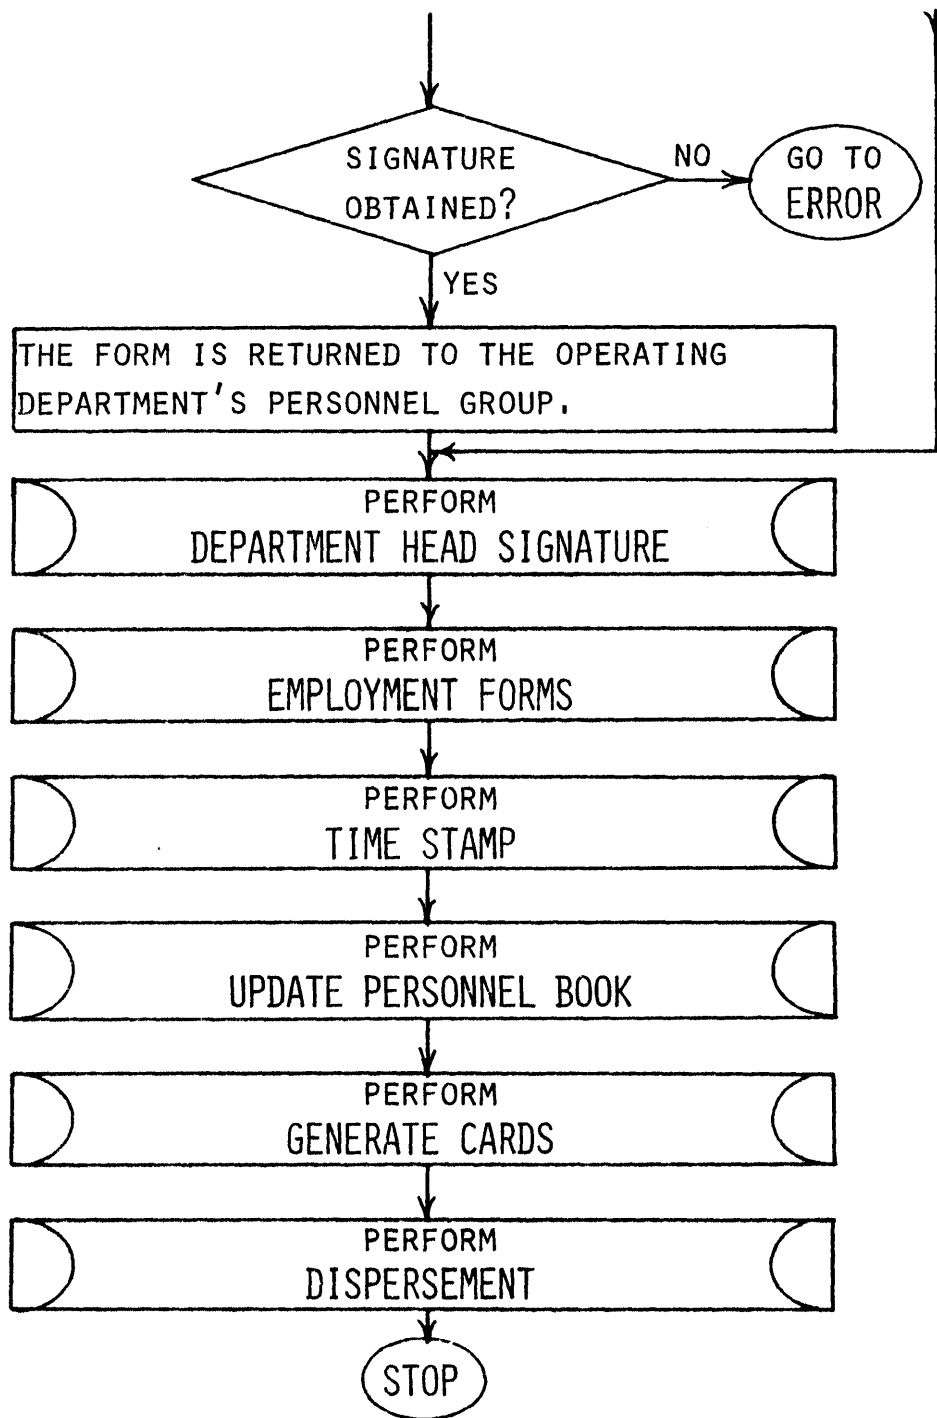 SIGNATURE
OBTAINED?
NO
GO TO
ERROR
YES
THE FORM IS RETURNED TO THE OPERATING
DEPARTMENT'S PERSONNEL GROUP.
PERFORM
DEPARTMENT HEAD SIGNATURE
PERFORM
EMPLOYMENT FORMS
PERFORM
TIME STAMP
PERFORM
UPDATE PERSONNEL BOOK
PERFORM
GENERATE CARDS
PERFORM
DISPERSEMENT
STOP